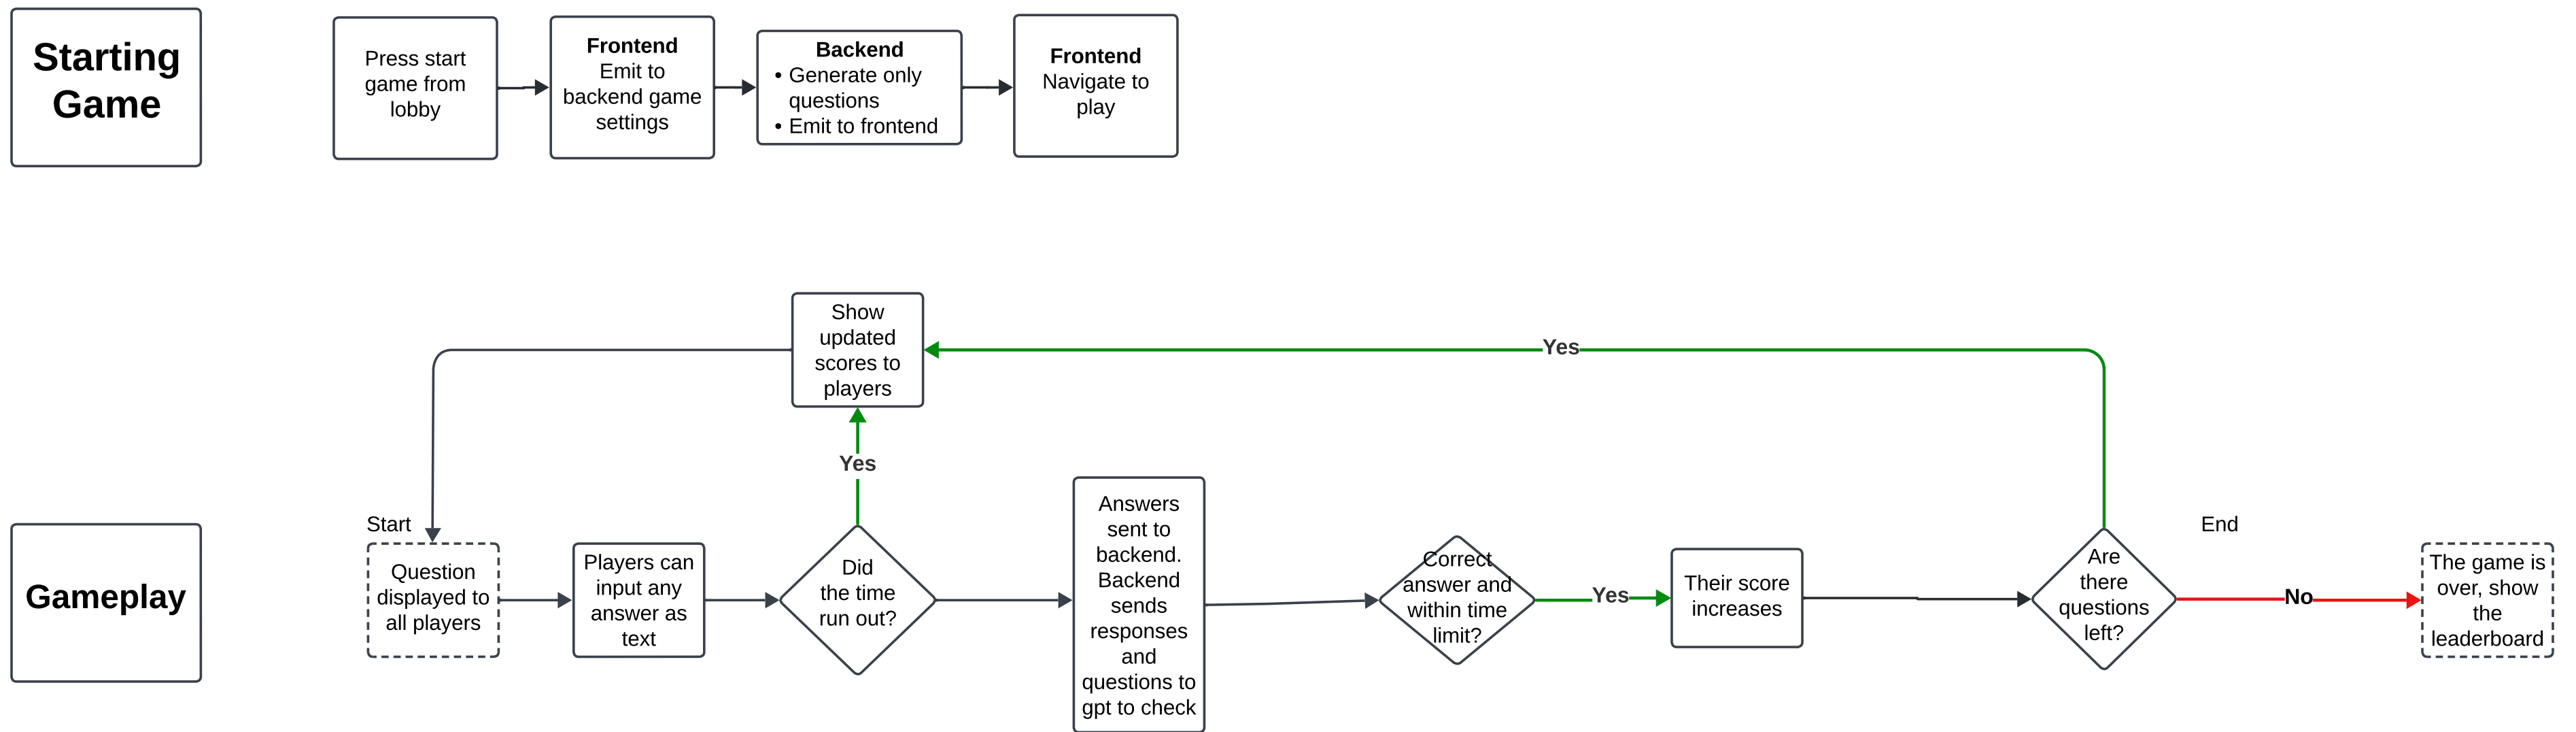 Starting
Game
Press start
game from
lobby
Frontend
Emit to
backend game
settings
Backend
• Generate only
questions
• Emit to frontend
Frontend
Navigate to
play
Show
updated
scores to
players
Yes
Yes
Gameplay
Start
Question
displayed to
all players
Players can
input any
answer as
text
Did
the time
run out?
Answers
sent to
backend.
Backend
sends
responses
and
questions to
gpt to check
Correct
answer and
within time
limit?
Yes
Their score
increases
Are
there
questions
left?
End
No
The game is
over, show
the
leaderboard